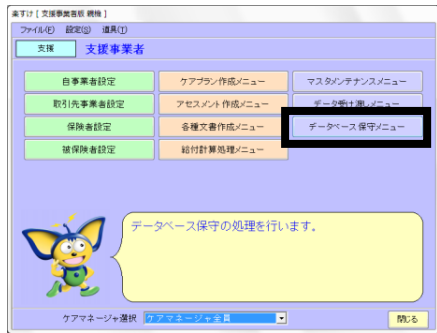 楽すけ [ 支援事業者版 親機 ]
ファイル(F) 設定(S) 道具(T)
支援 支援事業者
自事業者設定 ケアプラン作成メニュー マスタメンテナンスメニュー
取引先事業者設定 アセスメント作成メニュー データ受け渡しメニュー
保険者設定 各種文書作成メニュー データベース保守メニュー
被保険者設定 給付計算処理メニュー
データベース保守の処理を行います。
ケアマネージャ選択 ケアマネージャ全員 閉じる